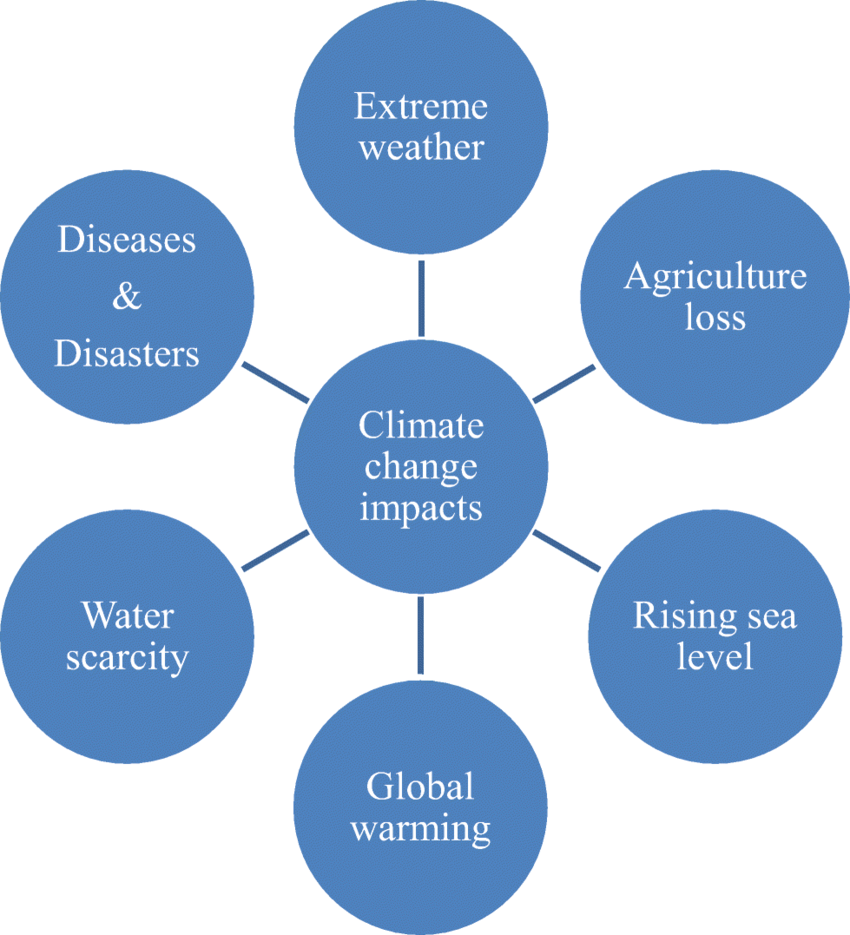 Extreme
weather
Agriculture
loss
Rising sea
level
Global
warming
Water
scarcity
Diseases
&
Disasters
Climate
change
impacts